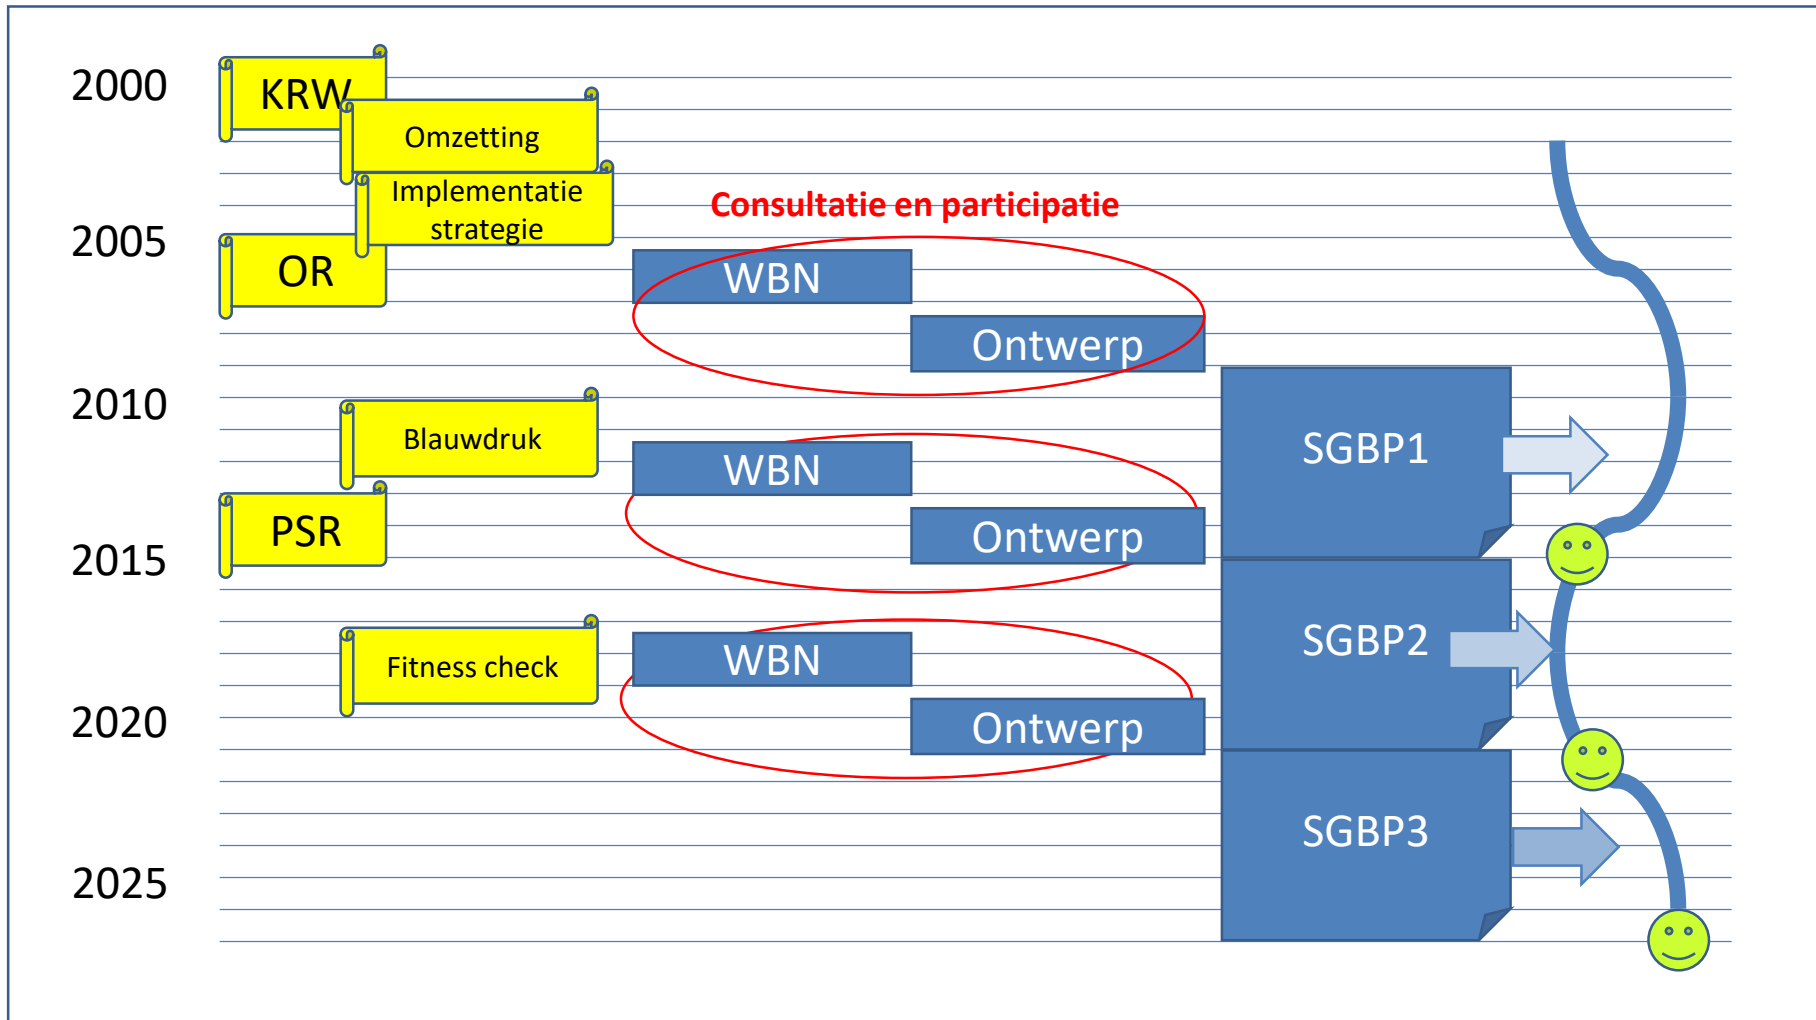 2000
KRW
Omzetting
Implementatie
strategie
Consultatie en participatie
2005
OR
WBN
Ontwerp
2010
Blauwdruk
WBN
SGBP1
PSR
Ontwerp
2015
Fitness check
WBN
SGBP2
2020
Ontwerp
SGBP3
2025